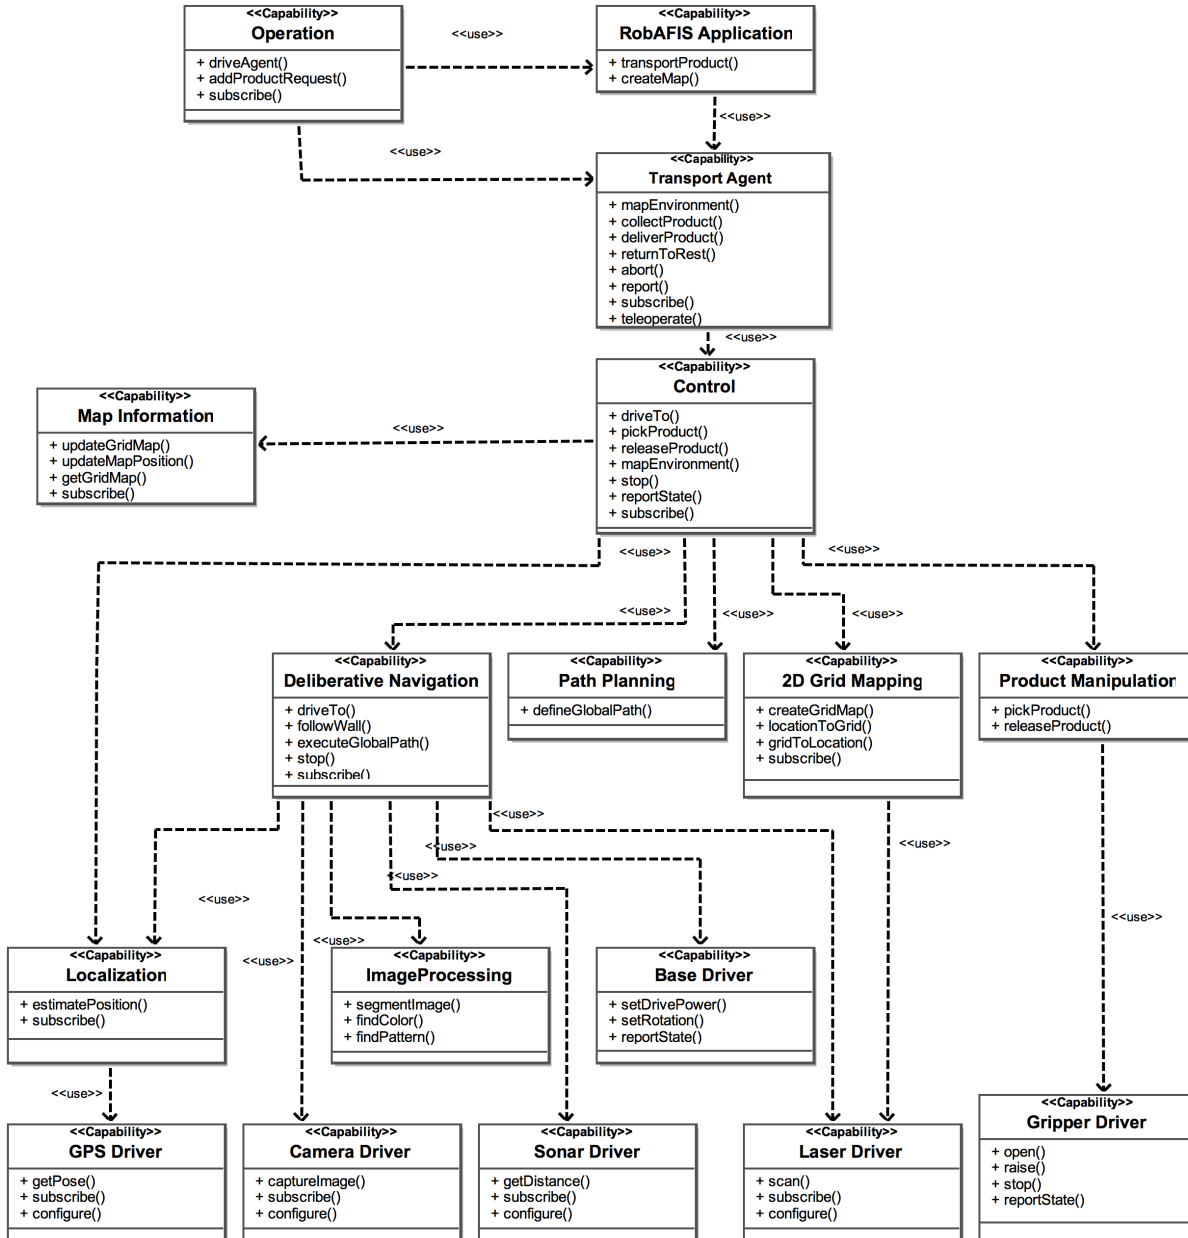 <<Capability>>
Operation
+ driveAgent()
+ addProductRequest()
+ subscribe()
<<use>>
<<Capability>>
RobAFIS Application
+ transportProduct()
+ createMap()
<<use>>
<<use>>
<<Capability>>
Transport Agent
+ mapEnvironment()
+ collectProduct()
+ deliverProduct()
+ returnToRest()
+ abort()
+ report()
+ subscribe()
+ teleoperate()
<<use>>
<<Capability>>
Control
+ driveTo()
+ pickProduct()
+ releaseProduct()
+ mapEnvironment()
+ stop()
+ reportState()
+ subscribe()
<<Capability>>
Map Information
+ updateGridMap()
+ updateMapPosition()
+ getGridMap()
+ subscribe()
<<use>>
<<use>>
<<use>>
<<use>>
<<use>>
<<use>>
<<Capability>>
Deliberative Navigation
+ driveTo()
+ followWall()
+ executeGlobalPath()
+ stop()
+ subscribe()
<<Capability>>
Path Planning
+ defineGlobalPath()
<<Capability>>
2D Grid Mapping
+ createGridMap()
+ locationToGrid()
+ gridToLocation()
+ subscribe()
<<Capability>>
Product Manipulation
+ pickProduct()
+ releaseProduct()
<<use>>
<<use>>
<<use>>
<<use>>
<<use>>
<<use>>
<<use>>
<<use>>
<<Capability>>
Localization
+ estimatePosition()
+ subscribe()
<<Capability>>
ImageProcessing
+ segmentImage()
+ findColor()
+ findPattern()
<<Capability>>
Base Driver
+ setDrivePower()
+ setRotation()
+ reportState()
<<use>>
<<Capability>>
GPS Driver
+ getPose()
+ subscribe()
+ configure()
<<Capability>>
Camera Driver
+ captureImage()
+ subscribe()
+ configure()
<<Capability>>
Sonar Driver
+ getDistance()
+ subscribe()
+ configure()
<<Capability>>
Laser Driver
+ scan()
+ subscribe()
+ configure()
<<Capability>>
Gripper Driver
+ open()
+ raise()
+ stop()
+ reportState()